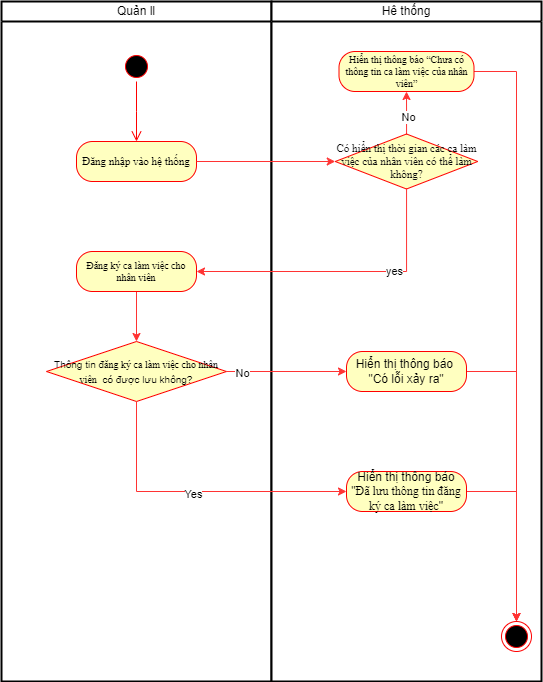 Quản lI
Hê thống
Hiển thị thông báo “Chưa có
thông tin ca làm việc của nhân
viên”
No
Đăng nhập vào hệ thống
Có hiển thị thời gian các ca làm
việc của nhân viên có thể làm
không?
Đăng ký ca làm việc cho
nhân viên
yes
Thông tin đăng ký ca làm việc cho nhân
viên có được lưu không?
No
Hiển thị thông báo
"Có lỗi xảy ra"
Yes
Hiển thị thông báo
"Đã lưu thông tin đăng
ký ca làm việc"